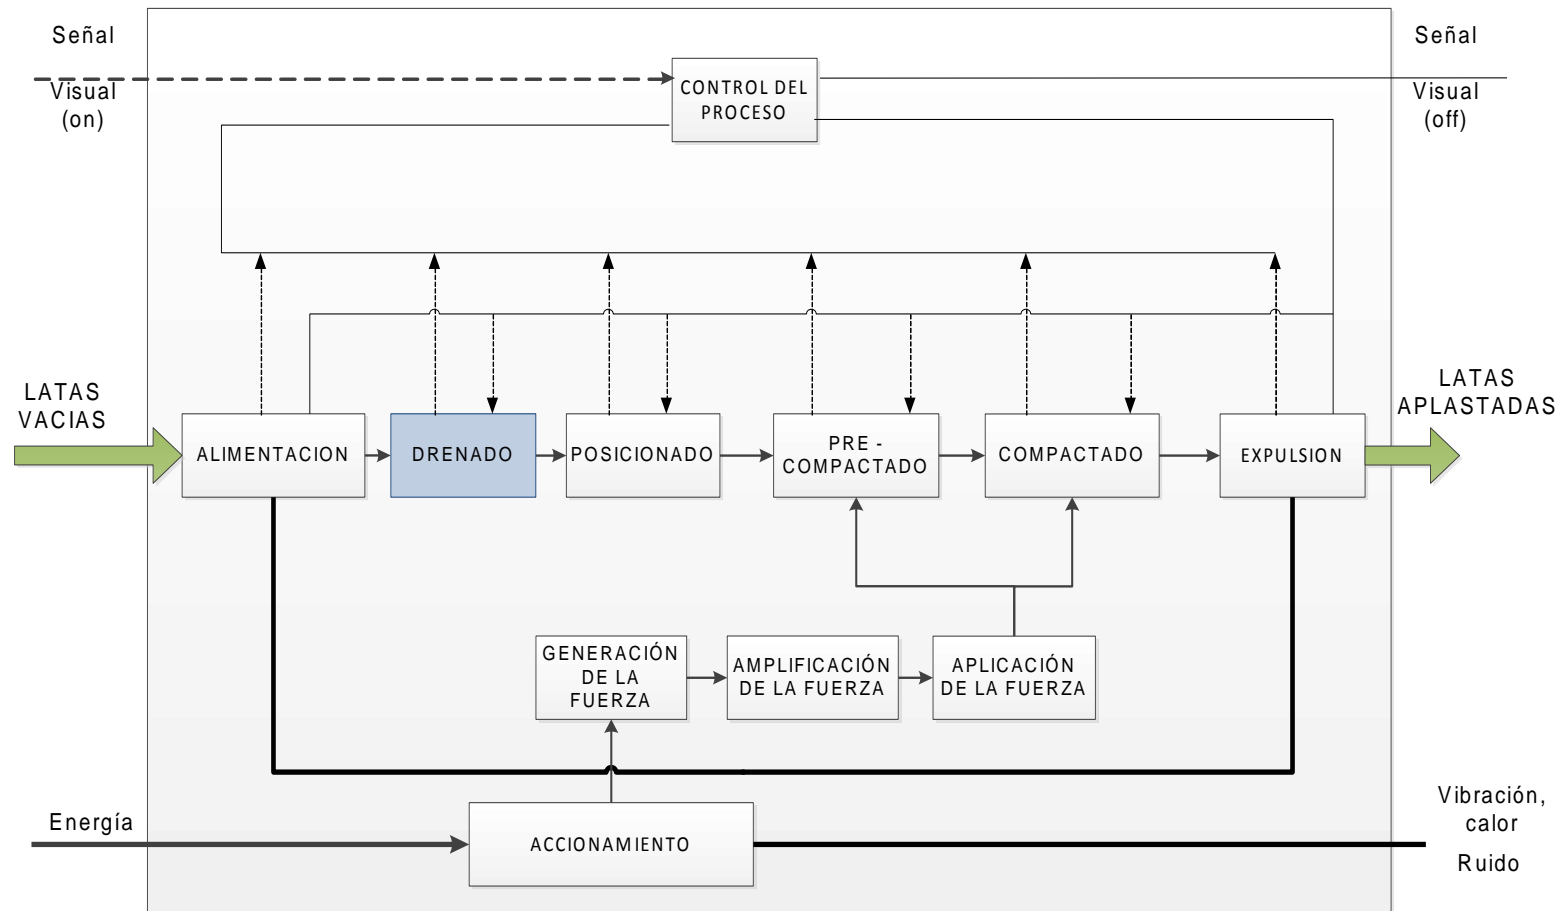 Señal
Visual
(on)
CONTROL DEL
PROCESO
Señal
Visual
(off)
LATAS
VACIAS
ALIMENTACION
DRENADO
POSICIONADO
PRE -
COMPACTADO
COMPACTADO
EXPULSION
LATAS
APLASTADAS
GENERACIÓN
DE LA
FUERZA
AMPLIFICACIÓN
DE LA FUERZA
APLICACIÓN
DE LA FUERZA
Energía
ACCIONAMIENTO
Vibración,
calor
Ruido